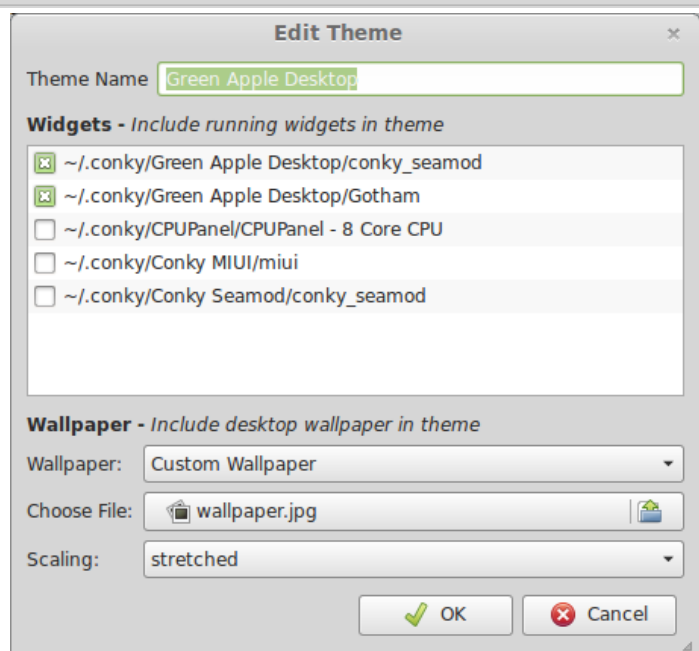 Edit Theme
Theme Name Green Apple Desktop
Widgets - Include running widgets in theme
~/.conky/Green Apple Desktop/conky_seamod
~/.conky/Green Apple Desktop/Gotham
~/.conky/CPUPanel/CPUPanel - 8 Core CPU
~/.conky/Conky MIUI/miui
~/.conky/Conky Seamod/conky_seamod
Wallpaper - Include desktop wallpaper in theme
Wallpaper: Custom Wallpaper
Choose File: wallpaper.jpg
Scaling: stretched
OK Cancel